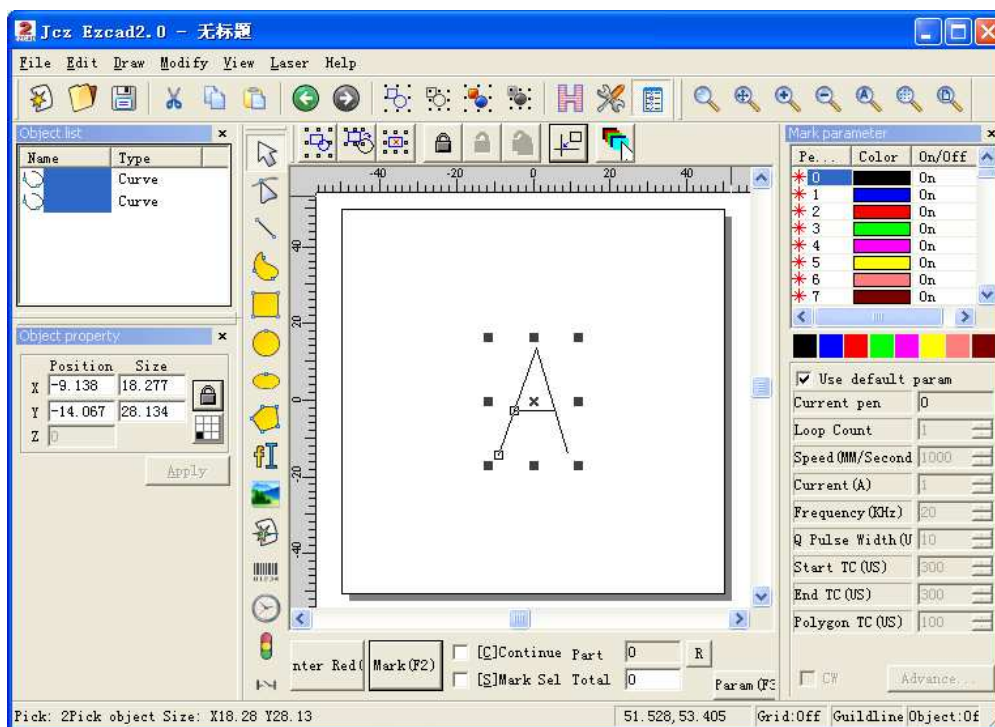 Jcz Ezcad2.0 - 无标题
File Edit Draw Modify View Laser Help
Object list
Name Type
Curve
Curve
Object property
Position Size
X -9.138 18.277
Y -14.067 28.134
Z 0
Apply
-40 -20 0 20 40
40
20
0
-20
-40
Mark parameter
Pe... Color On/Off
0 On
1 On
2 On
3 On
4 On
5 On
6 On
7 On
Use default param
Current pen 0
Loop Count 1
Speed(MM/Second 1000
Current(A) 1
Frequency(KHz) 20
Q Pulse Width(U 10
Start TC(US) 300
End TC(US) 300
Polygon TC(US) 100
CW Advance...
nter Red( Mark(F2) [C]Continue Part 0 R
[S]Mark Sel Total 0 Param(F3
Pick: 2Pick object Size: X18.28 Y28.13 51.528,53.405 Grid:Off Guildline Object:Of